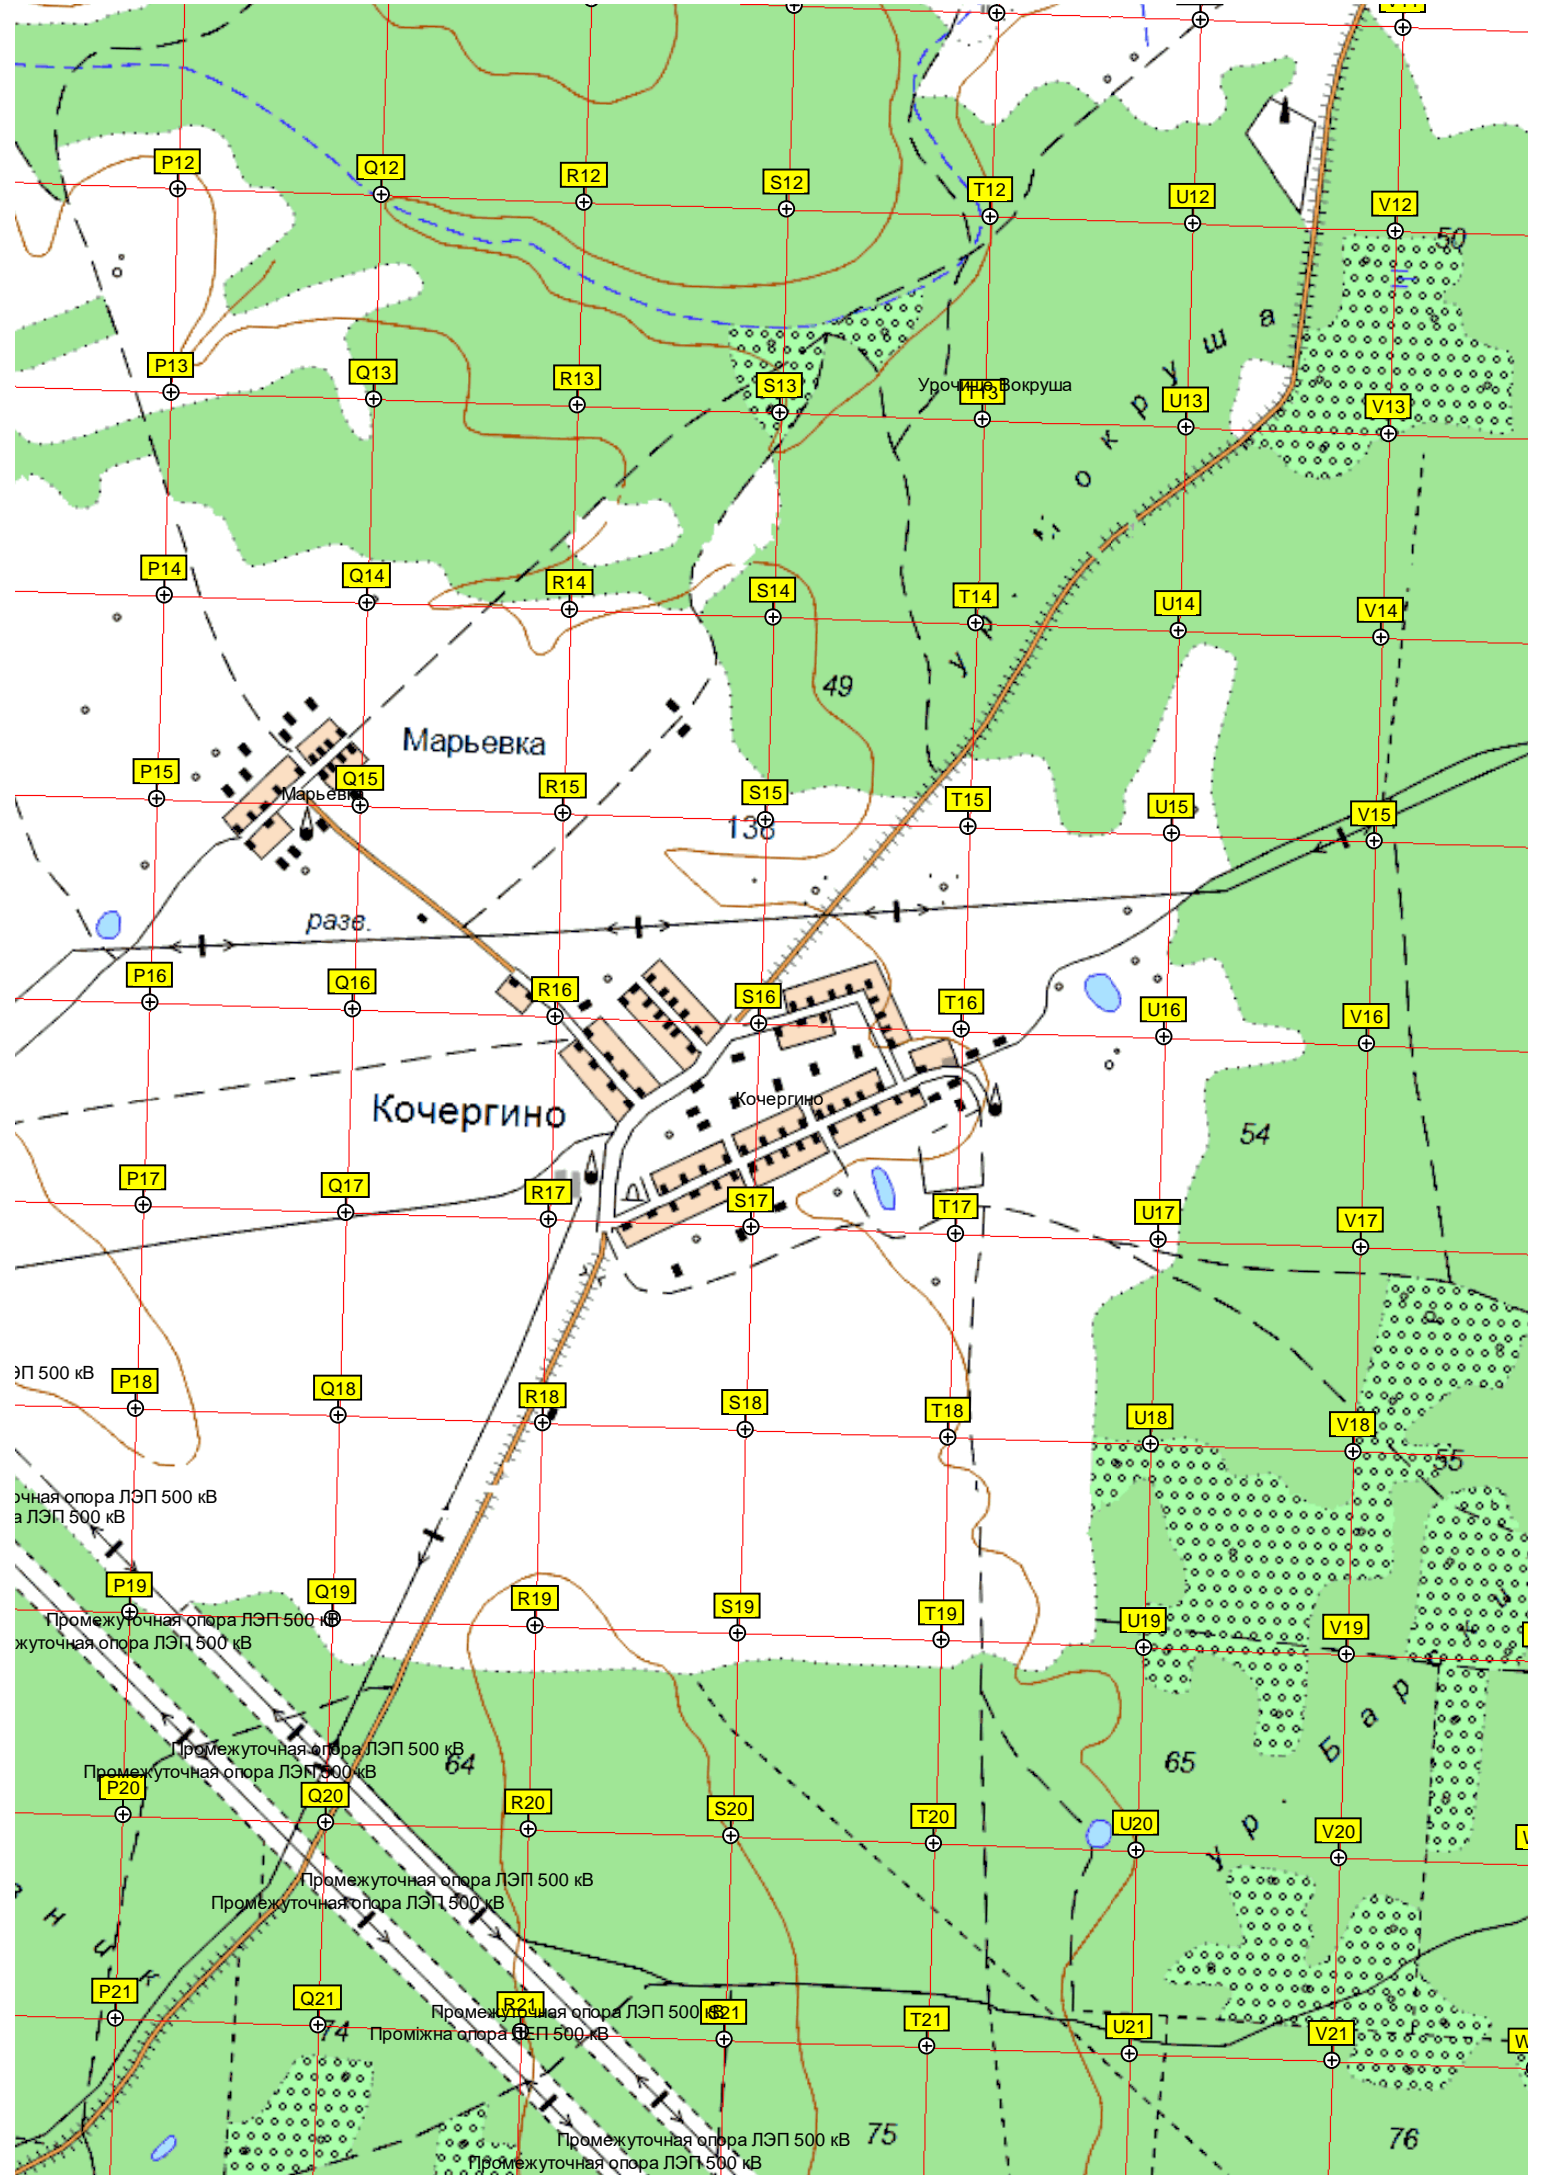 P12
Q12
R12
S12
T12
U12
V12
50
P13
Q13
R13
S13
Урочище Вокруша
T13
U13
V13
P14
Q14
R14
S14
T14
U14
V14
49
Марьевка
P15
Q15
R15
S15
T15
U15
V15
Марьевка
138
разв.
P16
Q16
R16
S16
T16
U16
V16
Кочергино
Кочергино
54
P17
Q17
R17
S17
T17
U17
V17
ЭП 500 кВ
P18
Q18
R18
S18
T18
U18
V18
55
очная опора ЛЭП 500 кВ
а ЛЭП 500 кВ
P19
Q19
R19
S19
T19
U19
V19
Промежуточная опора ЛЭП 500 кВ
жуточная опора ЛЭП 500 кВ
Промежуточная опора ЛЭП 500 кВ
64
65
Промежуточная опора ЛЭП 500 кВ
P20
Q20
R20
S20
T20
U20
V20
ур. Бар
Промежуточная опора ЛЭП 500 кВ
Промежуточная опора ЛЭП 500 кВ
P21
Q21
R21
S21
T21
U21
V21
W
Промежуточная опора ЛЭП 500 кВ
74
Проміжна опора ЛЕП 500 кВ
75
76
Промежуточная опора ЛЭП 500 кВ
Промежуточная опора ЛЭП 500 кВ